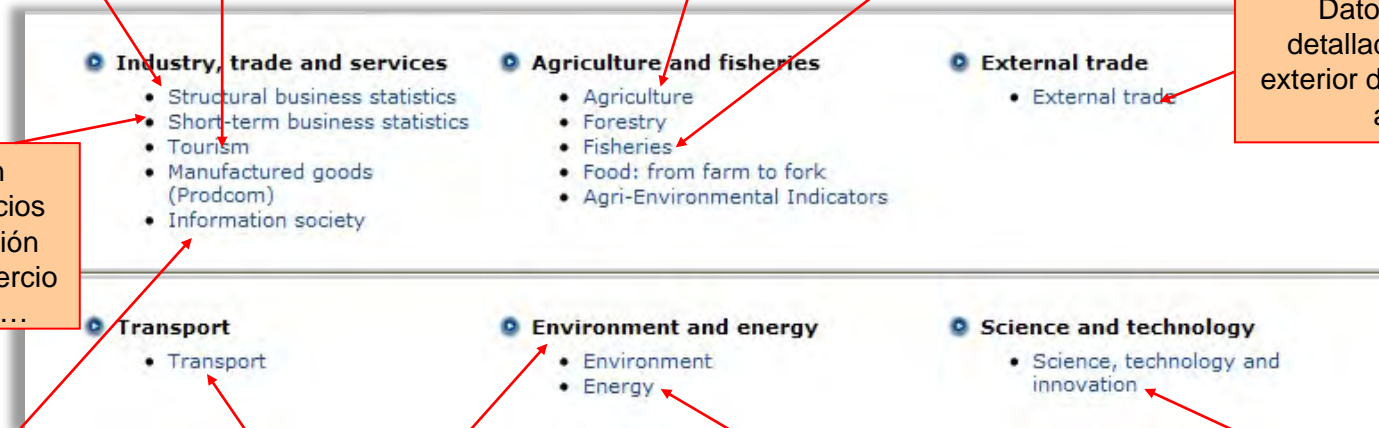 Industry, trade and services
• Structural business statistics
• Short-term business statistics
• Tourism
• Manufactured goods
(Prodcom)
• Information society
Agriculture and fisheries
• Agriculture
• Forestry
• Fisheries
• Food: from farm to fork
• Agri-Environmental Indicators
External trade
• External trade
Dato
detallac
exterior d
a
n
cios
ión
ercio
…
Transport
• Transport
Environment and energy
• Environment
• Energy
Science and technology
• Science, technology and
innovation